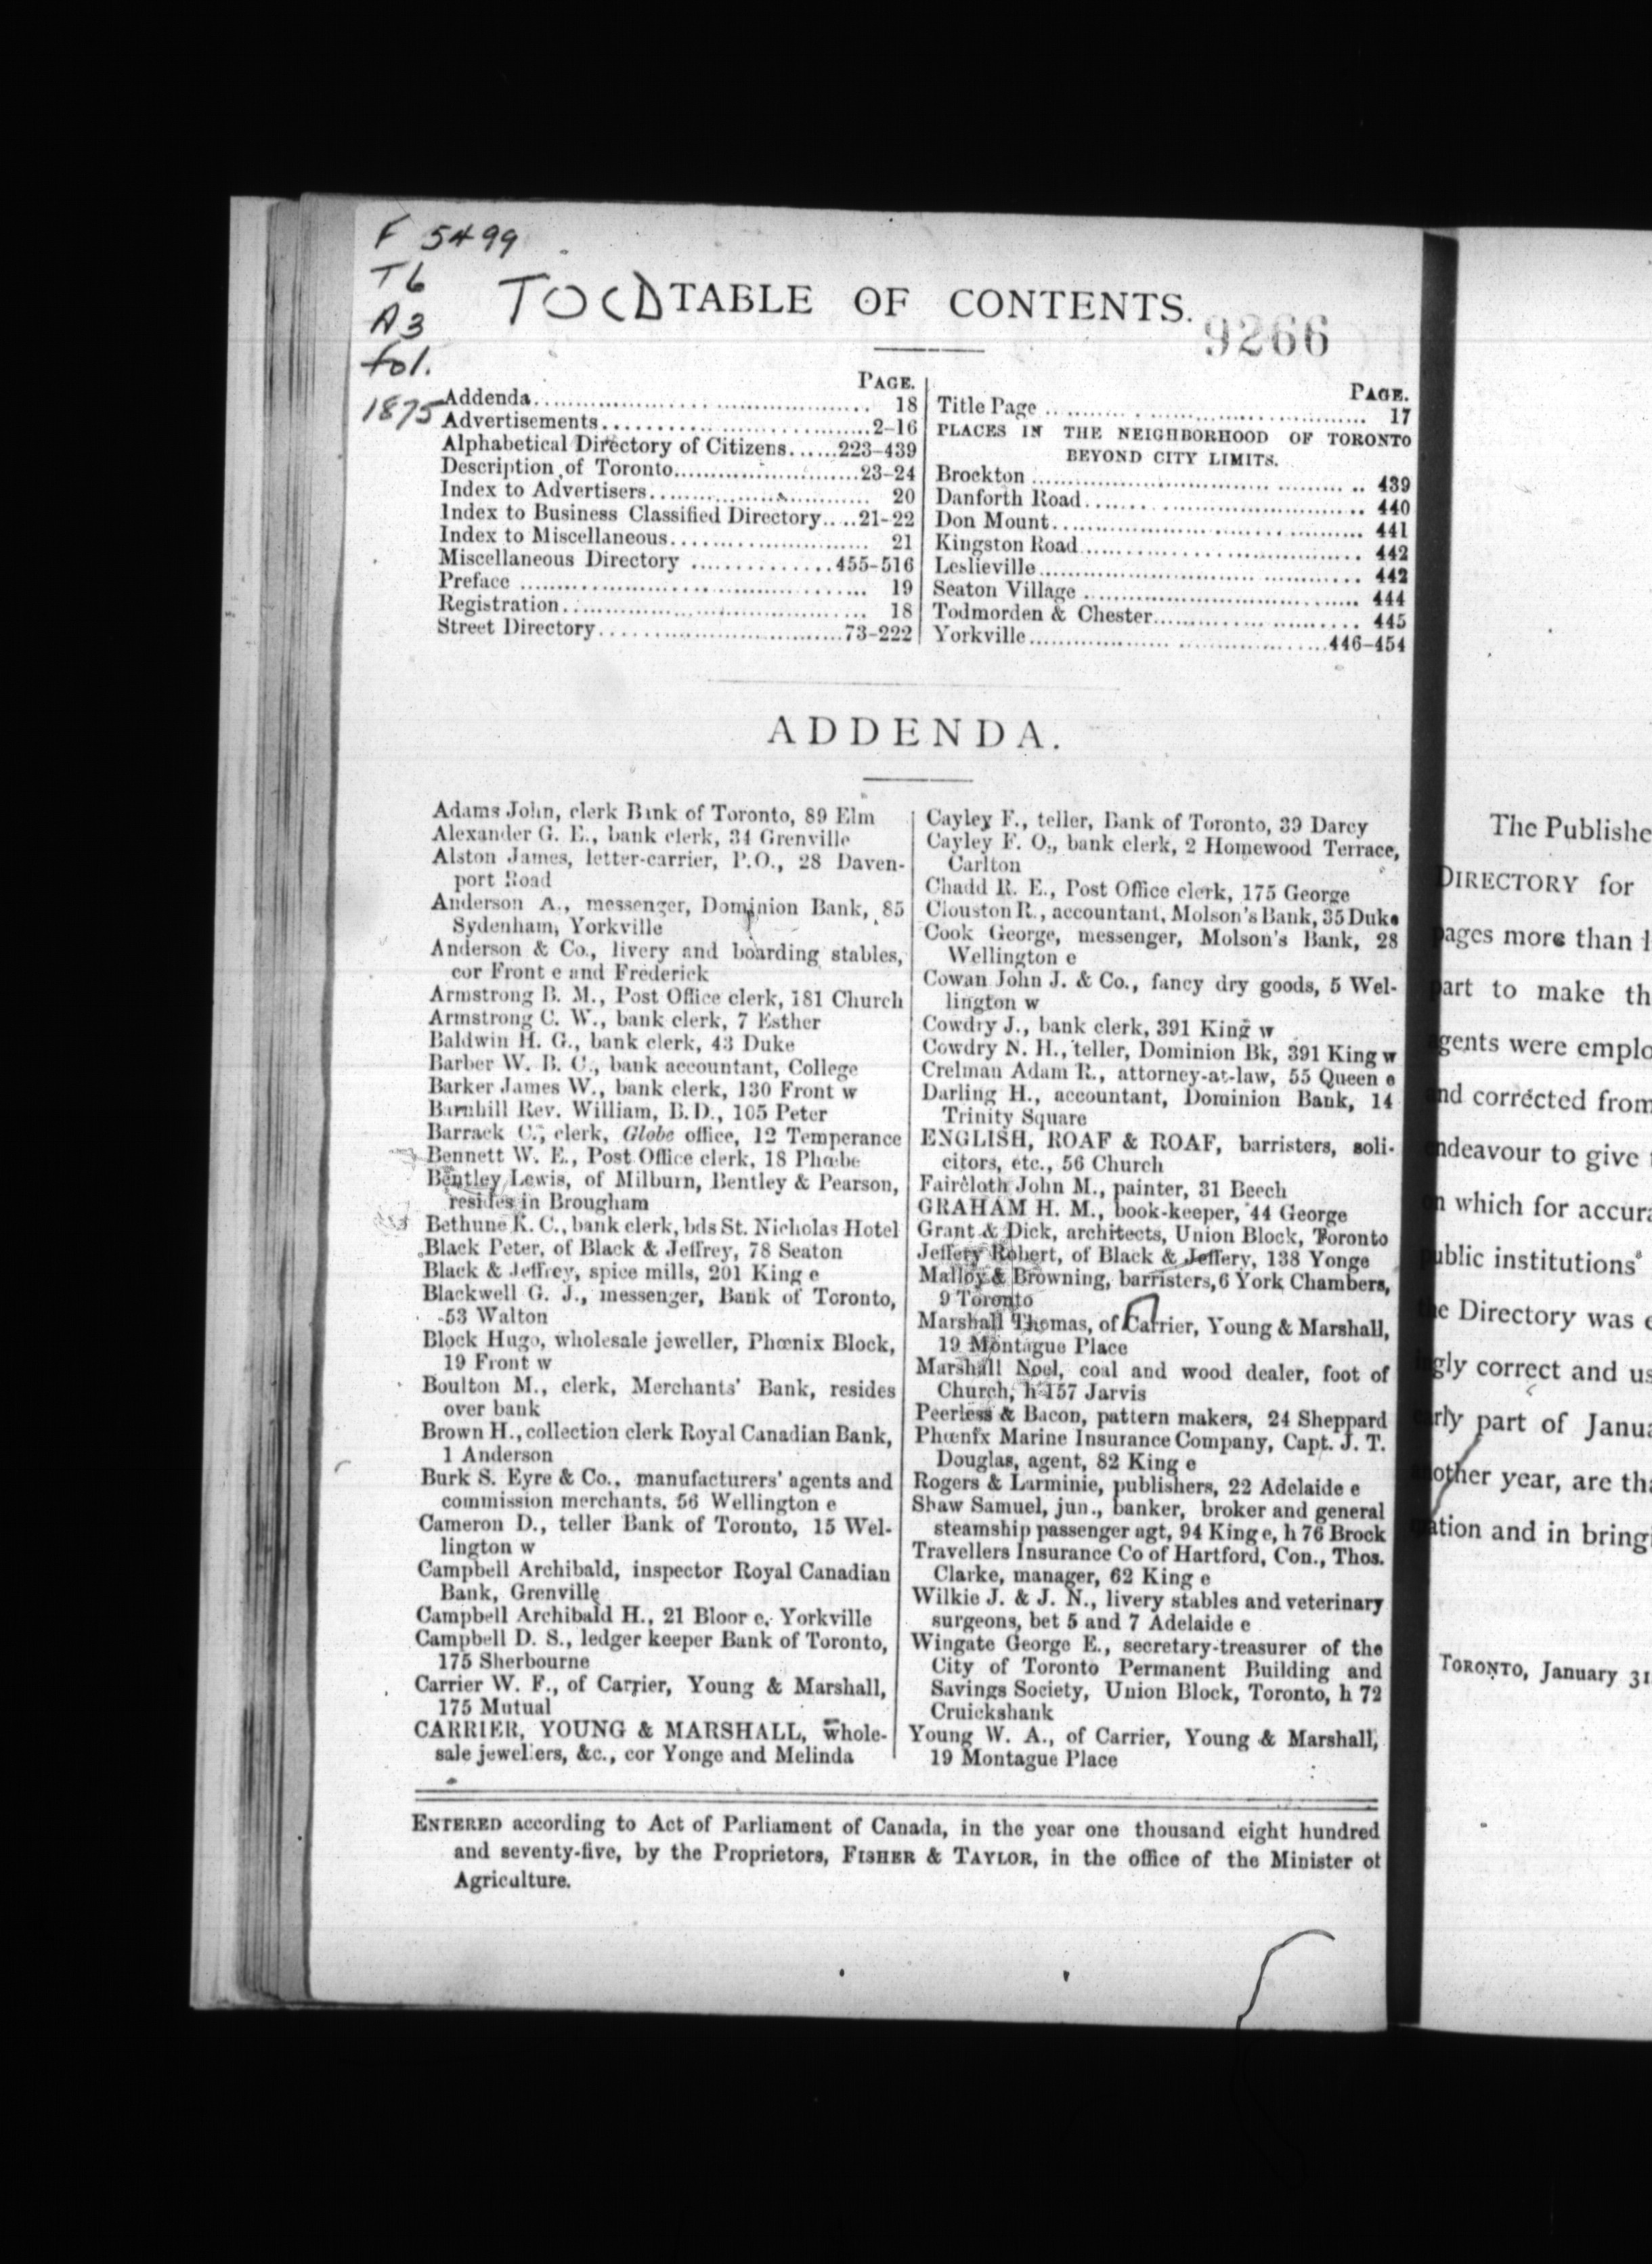 F 5499
T6
A3
fol.
1875
TOCD
TABLE OF CONTENTS.
9266
PAGE.
Addenda 18
Advertisements 2-16
Alphabetical Directory of Citizens 223-439
Description of Toronto 23-24
Index to Advertisers 20
Index to Business Classified Directory 21-22
Index to Miscellaneous 21
Miscellaneous Directory 455-516
Preface 19
Registration 18
Street Directory 73-222
PAGE.
Title Page 17
PLACES IN THE NEIGHBORHOOD OF TORONTO
BEYOND CITY LIMITS.
Brockton 439
Danforth Road 440
Don Mount 441
Kingston Road 442
Leslieville 442
Seaton Village 444
Todmorden & Chester 445
Yorkville 446-454
ADDENDA.
Adams John, clerk Bank of Toronto, 89 Elm
Alexander G. E., bank clerk, 34 Grenville
Alston James, letter-carrier, P.O., 28 Daven-
port Road
Anderson A., messenger, Dominion Bank, 85
Sydenham, Yorkville
Anderson & Co., livery and boarding stables,
cor Front e and Frederick
Armstrong B. M., Post Office clerk, 181 Church
Armstrong C. W., bank clerk, 7 Esther
Baldwin H. G., bank clerk, 43 Duke
Barber W. B. C., bank accountant, College
Barker James W., bank clerk, 130 Front w
Barnhill Rev. William, B.D., 105 Peter
Barrack C., clerk, Globe office, 12 Temperance
Bennett W. E., Post Office clerk, 18 Phœbe
Bentley Lewis, of Milburn, Bentley & Pearson,
resides in Brougham
Bethune R. C., bank clerk, bds St. Nicholas Hotel
Black Peter, of Black & Jeffrey, 78 Seaton
Black & Jeffrey, spice mills, 201 King e
Blackwell G. J., messenger, Bank of Toronto,
53 Walton
Block Hugo, wholesale jeweller, Phœnix Block,
19 Front w
Boulton M., clerk, Merchants' Bank, resides
over bank
Brown H., collection clerk Royal Canadian Bank,
1 Anderson
Burk S. Eyre & Co., manufacturers' agents and
commission merchants, 56 Wellington e
Cameron D., teller Bank of Toronto, 15 Wel-
lington w
Campbell Archibald, inspector Royal Canadian
Bank, Grenville
Campbell Archibald H., 21 Bloor e, Yorkville
Campbell D. S., ledger keeper Bank of Toronto,
175 Sherbourne
Carrier W. F., of Carrier, Young & Marshall,
175 Mutual
CARRIER, YOUNG & MARSHALL, whole-
sale jewellers, &c., cor Yonge and Melinda
Cayley F., teller, Bank of Toronto, 39 Darcy
Cayley F. O., bank clerk, 2 Homewood Terrace,
Carlton
Chadd R. E., Post Office clerk, 175 George
Clouston R., accountant, Molson's Bank, 35 Duke
Cook George, messenger, Molson's Bank, 28
Wellington e
Cowan John J. & Co., fancy dry goods, 5 Wel-
lington w
Cowdry J., bank clerk, 391 King w
Cowdry N. H., teller, Dominion Bk, 391 King w
Crelman Adam R., attorney-at-law, 55 Queen e
Darling H., accountant, Dominion Bank, 14
Trinity Square
ENGLISH, ROAF & ROAF, barristers, soli-
citors, etc., 56 Church
Faircloth John M., painter, 31 Beech
GRAHAM H. M., book-keeper, 44 George
Grant & Dick, architects, Union Block, Toronto
Jeffery Robert, of Black & Jeffery, 138 Yonge
Malloy & Browning, barristers, 6 York Chambers,
9 Toronto
Marshall Thomas, of Carrier, Young & Marshall,
19 Montague Place
Marshall Noel, coal and wood dealer, foot of
Church, h 157 Jarvis
Peerless & Bacon, pattern makers, 24 Sheppard
Phœnix Marine Insurance Company, Capt. J. T.
Douglas, agent, 82 King e
Rogers & Larminie, publishers, 22 Adelaide e
Shaw Samuel, jun., banker, broker and general
steamship passenger agt, 94 King e, h 76 Brock
Travellers Insurance Co of Hartford, Con., Thos.
Clarke, manager, 62 King e
Wilkie J. & J. N., livery stables and veterinary
surgeons, bet 5 and 7 Adelaide e
Wingate George E., secretary-treasurer of the
City of Toronto Permanent Building and
Savings Society, Union Block, Toronto, h 72
Cruickshank
Young W. A., of Carrier, Young & Marshall,
19 Montague Place
ENTERED according to Act of Parliament of Canada, in the year one thousand eight hundred
and seventy-five, by the Proprietors, FISHER & TAYLOR, in the office of the Minister of
Agriculture.
The Publishe
DIRECTORY for
pages more than
part to make th
agents were emplo
and corrected from
endeavour to give
on which for accura
public institutions
the Directory was
ingly correct and us
early part of Janua
another year, are tha
ation and in bring
TORONTO, January 31